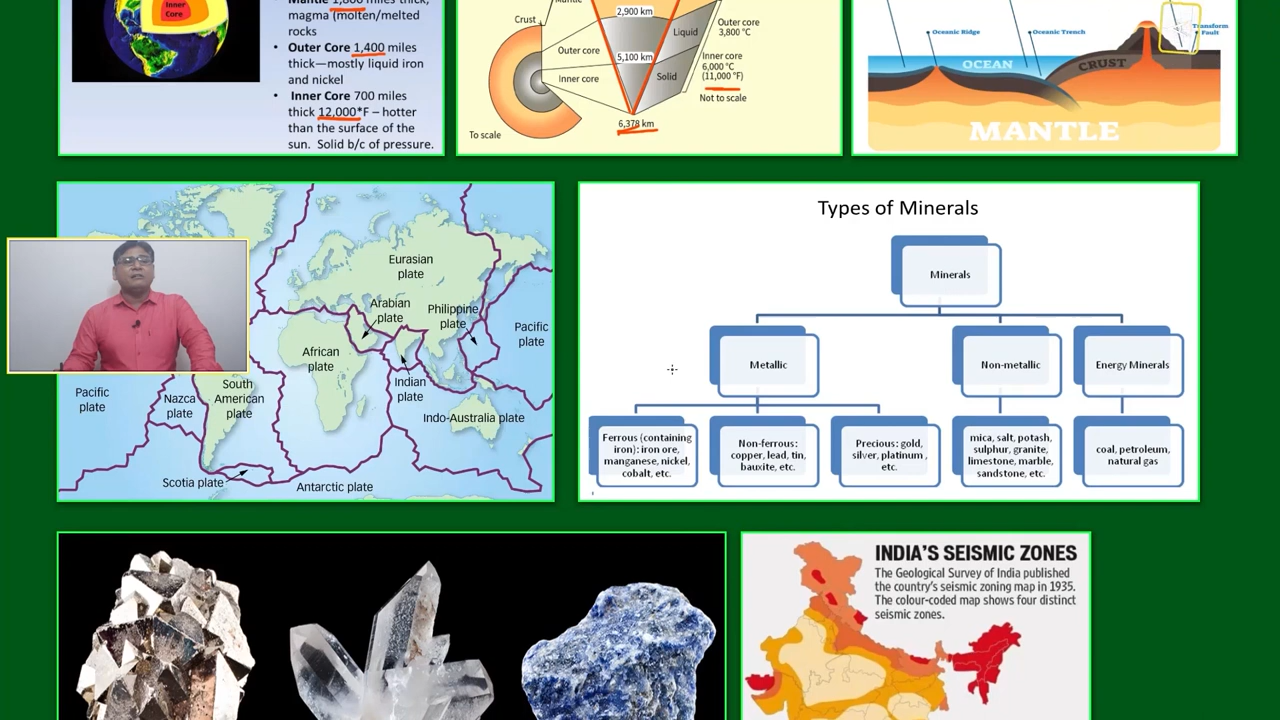 Inner
Core
Mantle 1,800 miles thick,
magma (molten/melted
rocks
• Outer Core 1,400 miles
thick—mostly liquid iron
and nickel
• Inner Core 700 miles
thick 12,000*F – hotter
than the surface of the
sun. Solid b/c of pressure.
Mantle
Crust
2,900 km
Outer core
3,800 °C
Liquid
Outer core
5,100 km
Inner core
6,000 °C
(11,000 °F)
Inner core
Solid
Not to scale
6,378 km
To scale
Oceanic Ridge
Oceanic Trench
Transform
Fault
OCEAN
CRUST
MANTLE
Eurasian
plate
Arabian
plate
Philippine
plate
Pacific
plate
African
plate
Indian
plate
South
American
plate
Nazca
plate
Pacific
plate
Indo-Australia plate
Scotia plate
Antarctic plate
Types of Minerals
Minerals
Metallic
Non-metallic
Energy Minerals
Ferrous (containing
iron): iron ore,
manganese, nickel,
cobalt, etc.
Non-ferrous:
copper, lead, tin,
bauxite, etc.
Precious: gold,
silver, platinum ,
etc.
mica, salt, potash,
sulphur, granite,
limestone, marble,
sandstone, etc.
coal, petroleum,
natural gas
INDIA'S SEISMIC ZONES
The Geological Survey of India published
the country's seismic zoning map in 1935.
The colour-coded map shows four distinct
seismic zones.